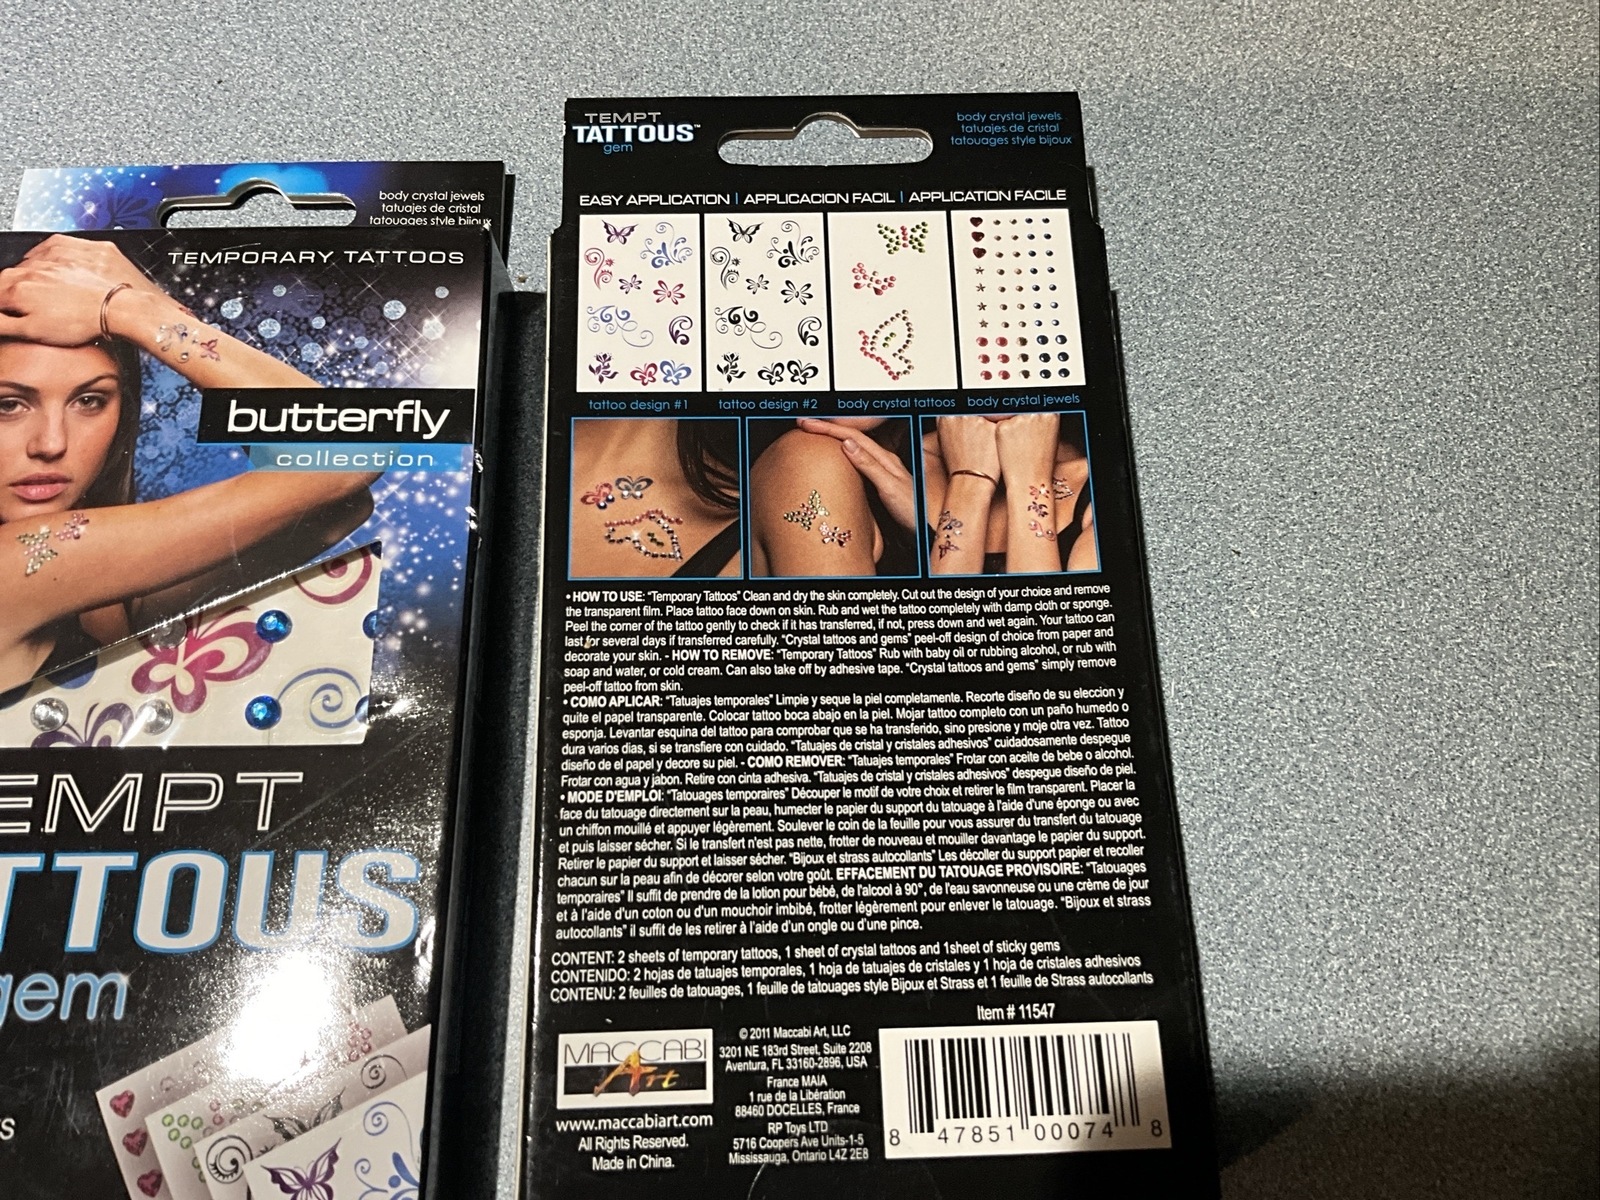 body crystal jewels
tatuajes de cristal
tatouages style bijoux
TEMPORARY TATTOOS
butterfly
collection
EMPT
TTOUS
gem
TEMPT
TATTOUS™
gem
body crystal jewels
tatuajes de cristal
tatouages style bijoux
EASY APPLICATION | APPLICACION FACIL | APPLICATION FACILE
tattoo design #1
tattoo design #2
body crystal tattoos
body crystal jewels
• HOW TO USE: "Temporary Tattoos" Clean and dry the skin completely. Cut out the design of your choice and remove
the transparent film. Place tattoo face down on skin. Rub and wet the tattoo completely with damp cloth or sponge.
Peel the corner of the tattoo gently to check if it has transferred, if not, press down and wet again. Your tattoo can
last for several days if transferred carefully. "Crystal tattoos and gems" peel-off design of choice from paper and
decorate your skin. - HOW TO REMOVE: "Temporary Tattoos" Rub with baby oil or rubbing alcohol, or rub with
soap and water, or cold cream. Can also take off by adhesive tape. "Crystal tattoos and gems" simply remove
peel-off tattoo from skin.
• COMO APLICAR: "Tatuajes temporales" Limpie y seque la piel completamente. Recorte diseño de su eleccion y
quite el papel transparente. Colocar tattoo boca abajo en la piel. Mojar tattoo completo con un paño humedo o
esponja. Levantar esquina del tattoo para comprobar que se ha transferido, sino presione y moje otra vez. Tattoo
dura varios dias, si se transfiere con cuidado. "Tatuajes de cristal y cristales adhesivos" cuidadosamente despegue
diseño de el papel y decore su piel. - COMO REMOVER: "Tatuajes temporales" Frotar con aceite de bebe o alcohol.
Frotar con agua y jabon. Retire con cinta adhesiva. "Tatuajes de cristal y cristales adhesivos" despegue diseño de piel.
• MODE D'EMPLOI: "Tatouages temporaires" Découper le motif de votre choix et retirer le film transparent. Placer la
face du tatouage directement sur la peau, humecter le papier du support du tatouage à l'aide d'une éponge ou avec
un chiffon mouillé et appuyer légèrement. Soulever le coin de la feuille pour vous assurer du transfert du tatouage
et puis laisser sécher. Si le transfert n'est pas nette, frotter de nouveau et mouiller davantage le papier du support.
Retirer le papier du support et laisser sécher. "Bijoux et strass autocollants" Les décoller du support papier et recoller
chacun sur la peau afin de décorer selon votre goût. EFFACEMENT DU TATOUAGE PROVISOIRE: "Tatouages
temporaires" Il suffit de prendre de la lotion pour bébé, de l'alcool à 90°, de l'eau savonneuse ou une crème de jour
et à l'aide d'un coton ou d'un mouchoir imbibé, frotter légèrement pour enlever le tatouage. "Bijoux et strass
autocollants" il suffit de les retirer à l'aide d'un ongle ou d'une pince.
CONTENT: 2 sheets of temporary tattoos, 1 sheet of crystal tattoos and 1sheet of sticky gems
CONTENIDO: 2 hojas de tatuajes temporales, 1 hoja de tatuajes de cristales y 1 hoja de cristales adhesivos
CONTENU: 2 feuilles de tatouages, 1 feuille de tatouages style Bijoux et Strass et 1 feuille de Strass autocollants
Item # 11547
MACCABI
Art
www.maccabiart.com
All Rights Reserved.
Made in China.
© 2011 Maccabi Art, LLC
3201 NE 183rd Street, Suite 2208
Aventura, FL 33160-2896, USA
France MAIA
1 rue de la Libération
88460 DOCELLES, France
RP Toys LTD
5716 Coopers Ave Units-1-5
Mississauga, Ontario L4Z 2E8
8 47851 00074 8